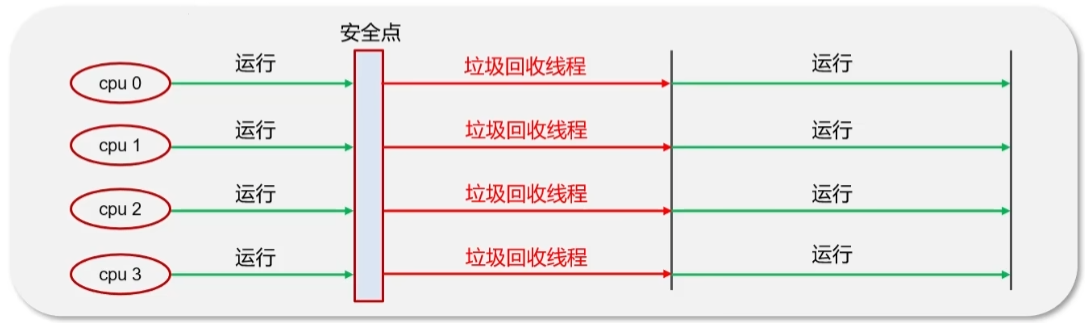 安全点
cpu 0 运行 垃圾回收线程 运行
cpu 1 运行 垃圾回收线程 运行
cpu 2 运行 垃圾回收线程 运行
cpu 3 运行 垃圾回收线程 运行